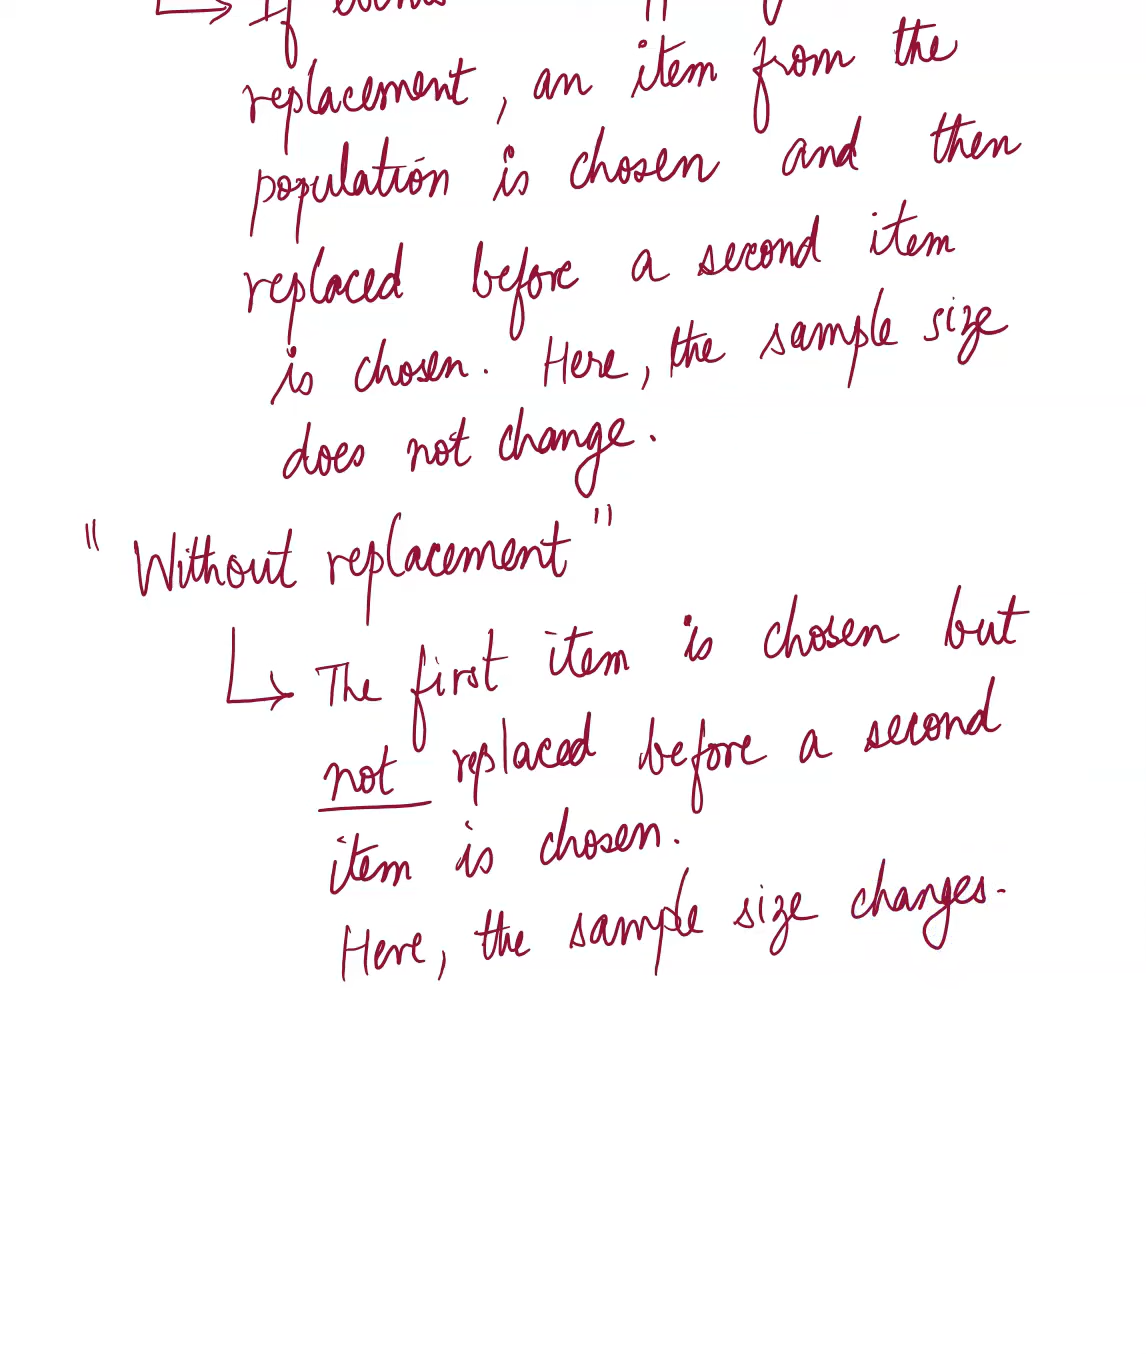 If
replacement, an item from the
population is chosen and then
replaced before a second item
is chosen. Here, the sample size
does not change.
"Without replacement"
The first item is chosen but
not replaced before a second
item is chosen.
Here, the sample size changes.